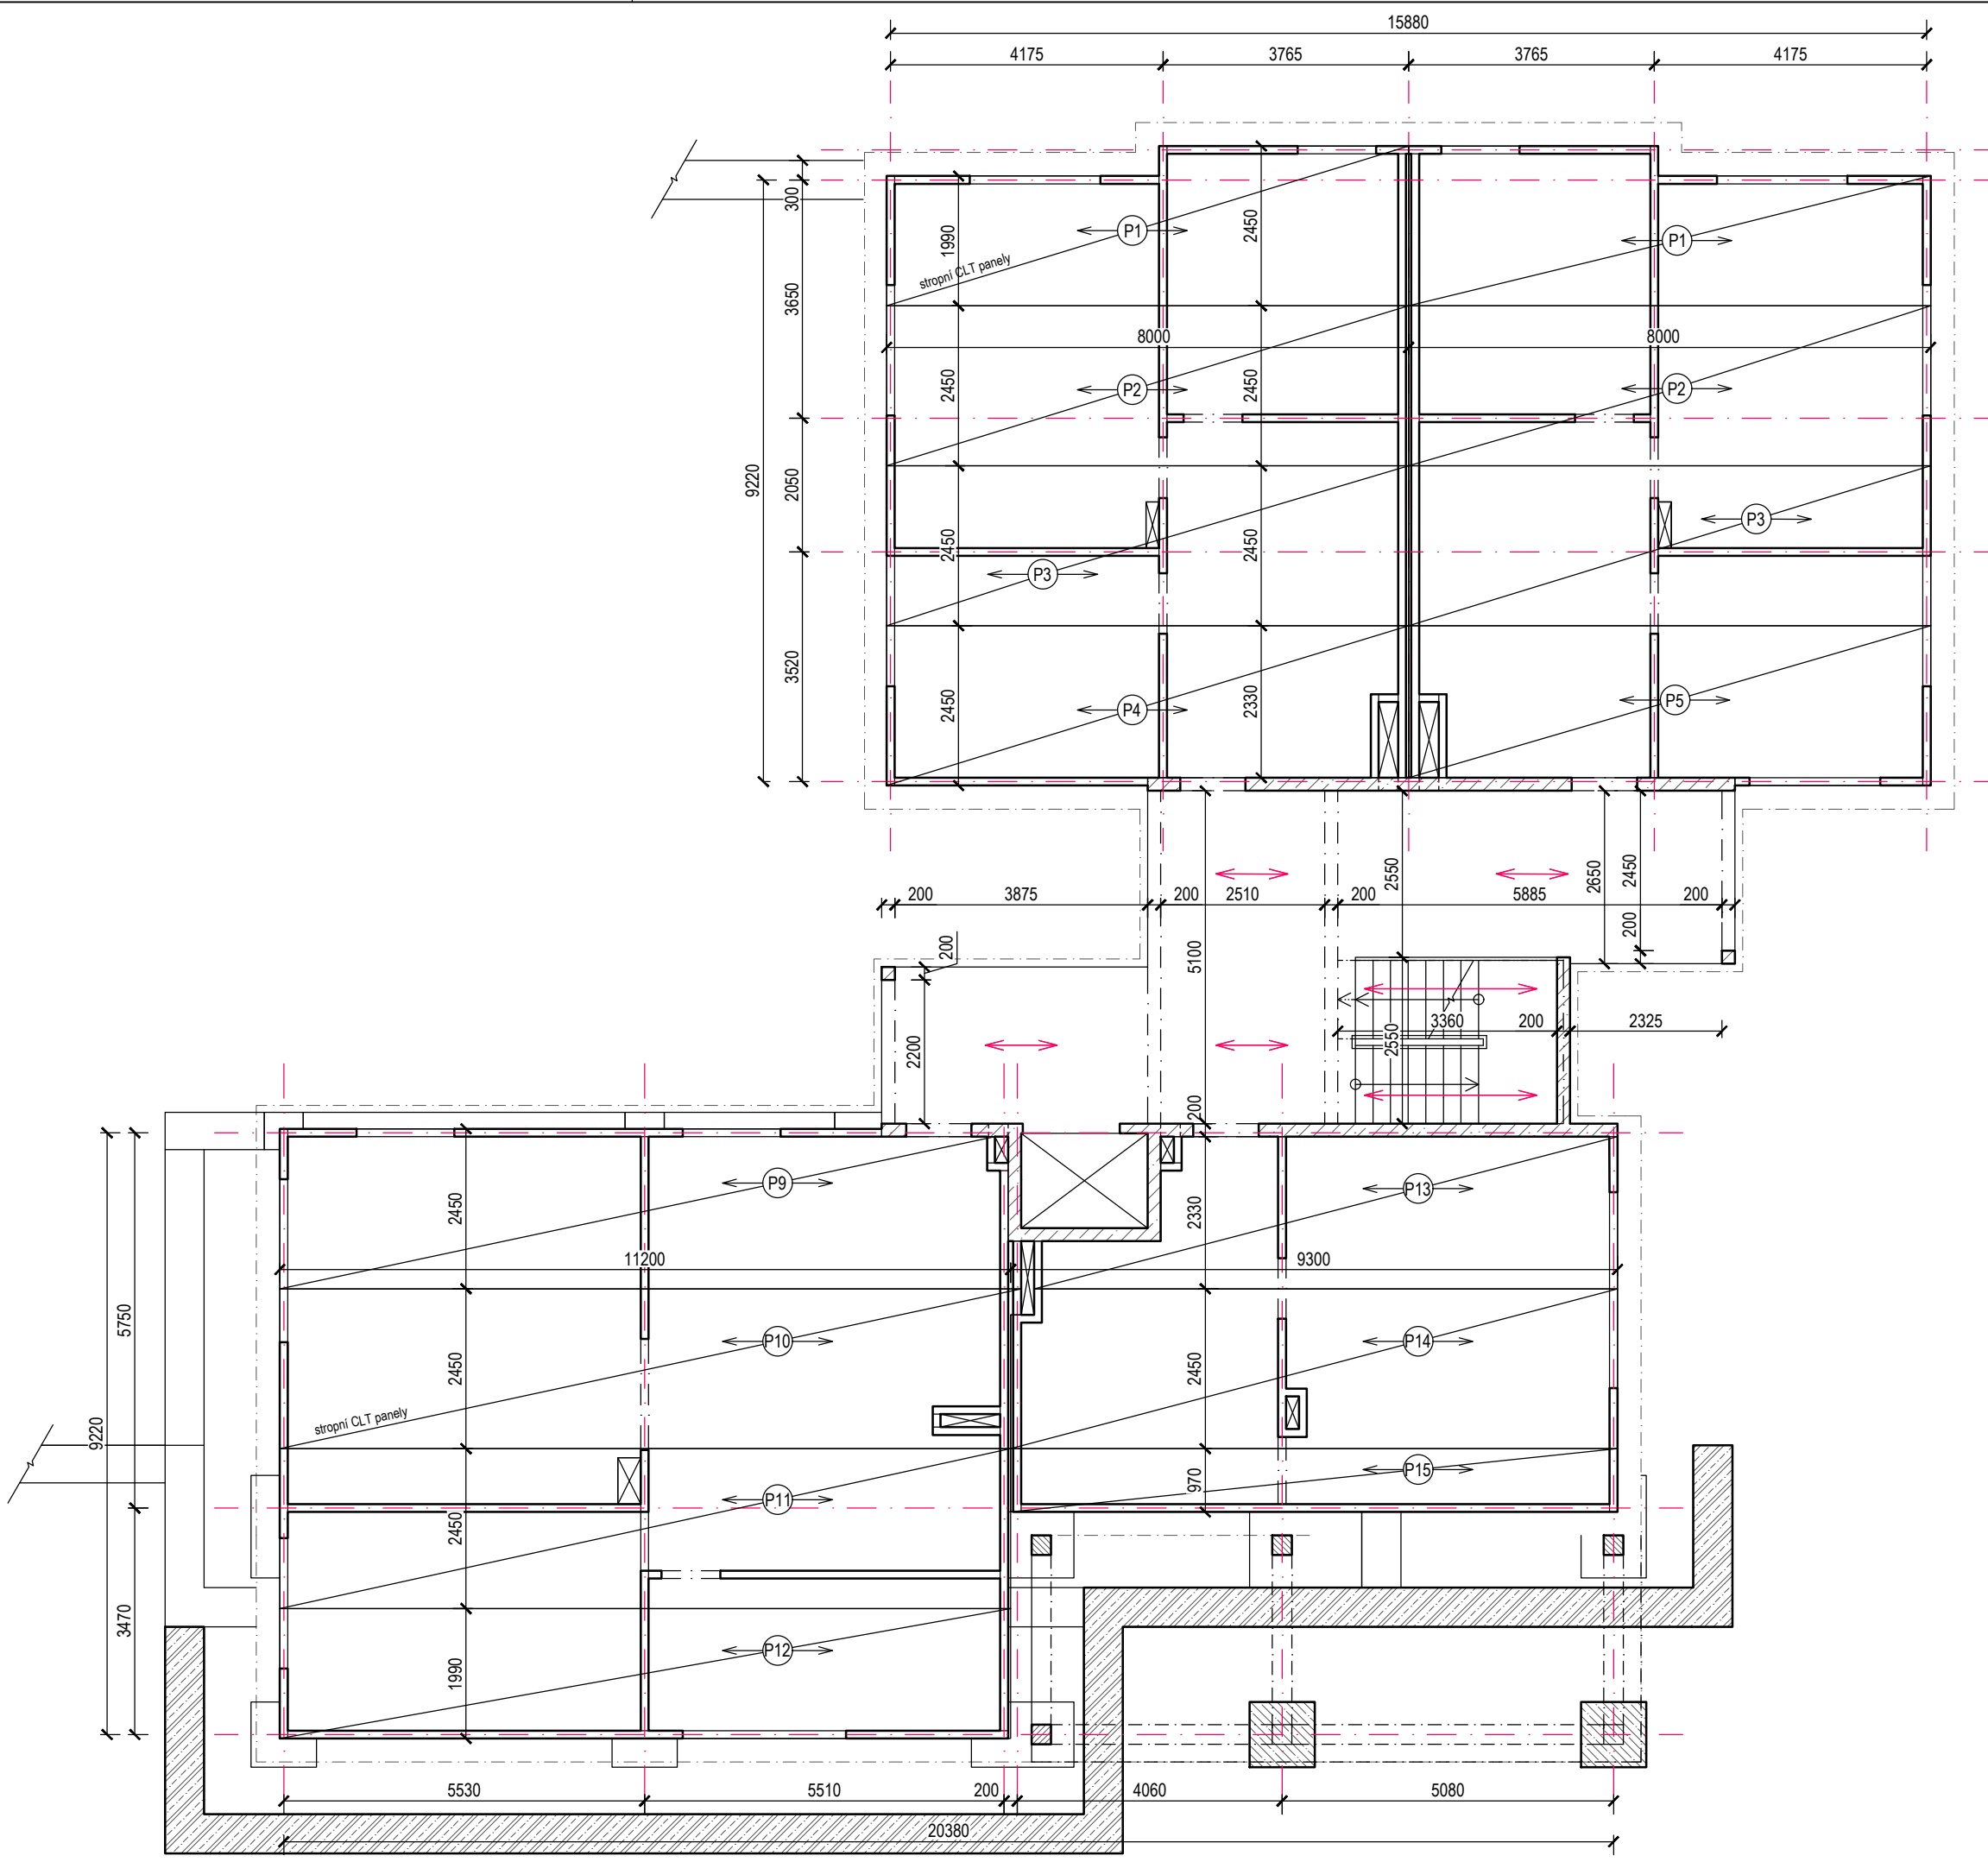 15880
4175 3765 3765 4175
300
1990
2450
P1
P1
stropní CLT panely
3650
8000
8000
2450
2450
P2
P2
9220
2050
2450
2450
P3
P3
3520
2450
2330
P4
P5
200 3875 200 2510 200 2550 5885 2650 2450 200
200
200
5100
2200
3360 200 2325
2550
200
2450
P9
2330
P13
11200
9300
5750
2450
P10
2450
P14
stropní CLT panely
9220
970
P15
2450
P11
3470
1990
P12
5530 5510 200 4060 5080
20380